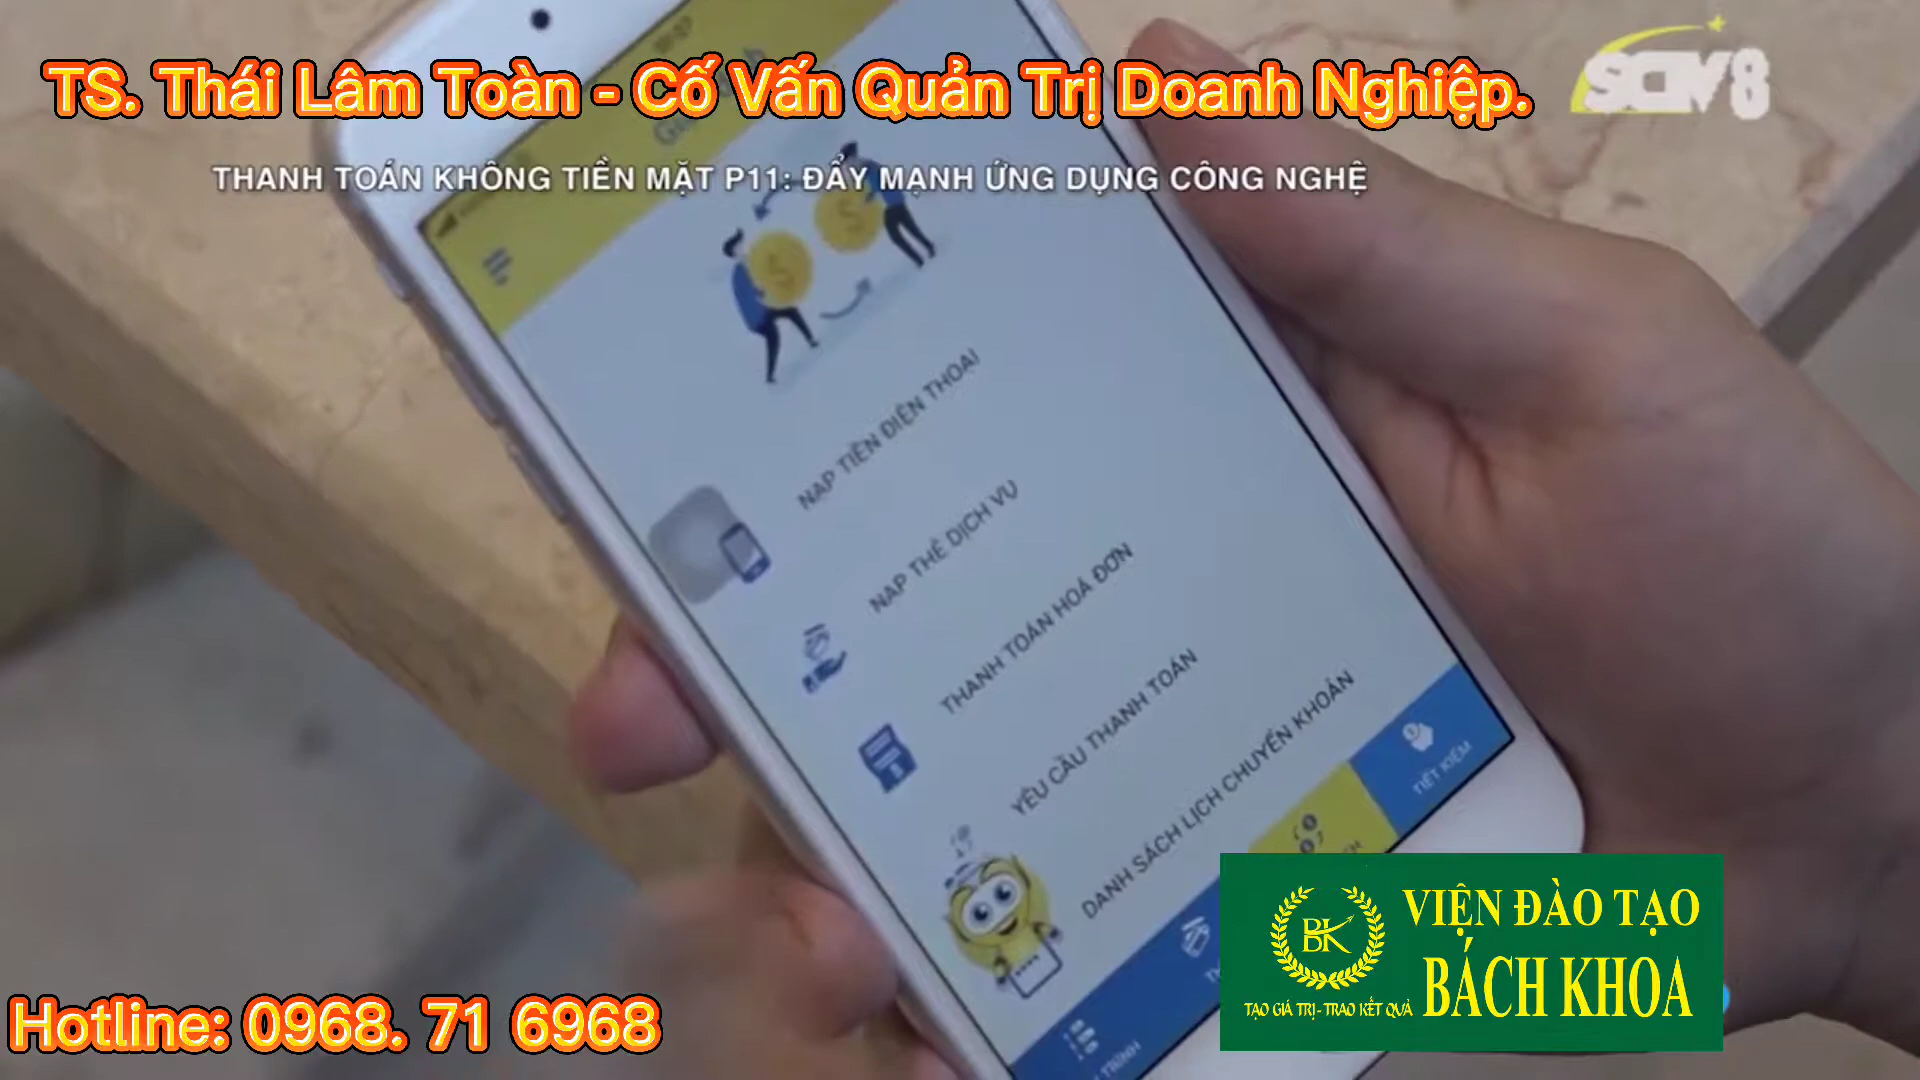 TS. Thái Lâm Toàn - Cố Vấn Quản Trị Doanh Nghiệp.
SCTV8
THANH TOÁN KHÔNG TIỀN MẶT P11: ĐẨY MẠNH ỨNG DỤNG CÔNG NGHỆ
NẠP TIỀN ĐIỆN THOẠI
NẠP THẺ DỊCH VỤ
THANH TOÁN HOÁ ĐƠN
YÊU CẦU THANH TOÁN
DANH SÁCH LỊCH CHUYỂN KHOẢN
TIẾT KIỆM
BK
VIỆN ĐÀO TẠO
BÁCH KHOA
TẠO GIÁ TRỊ - TRAO KẾT QUẢ
Hotline: 0968. 71 6968